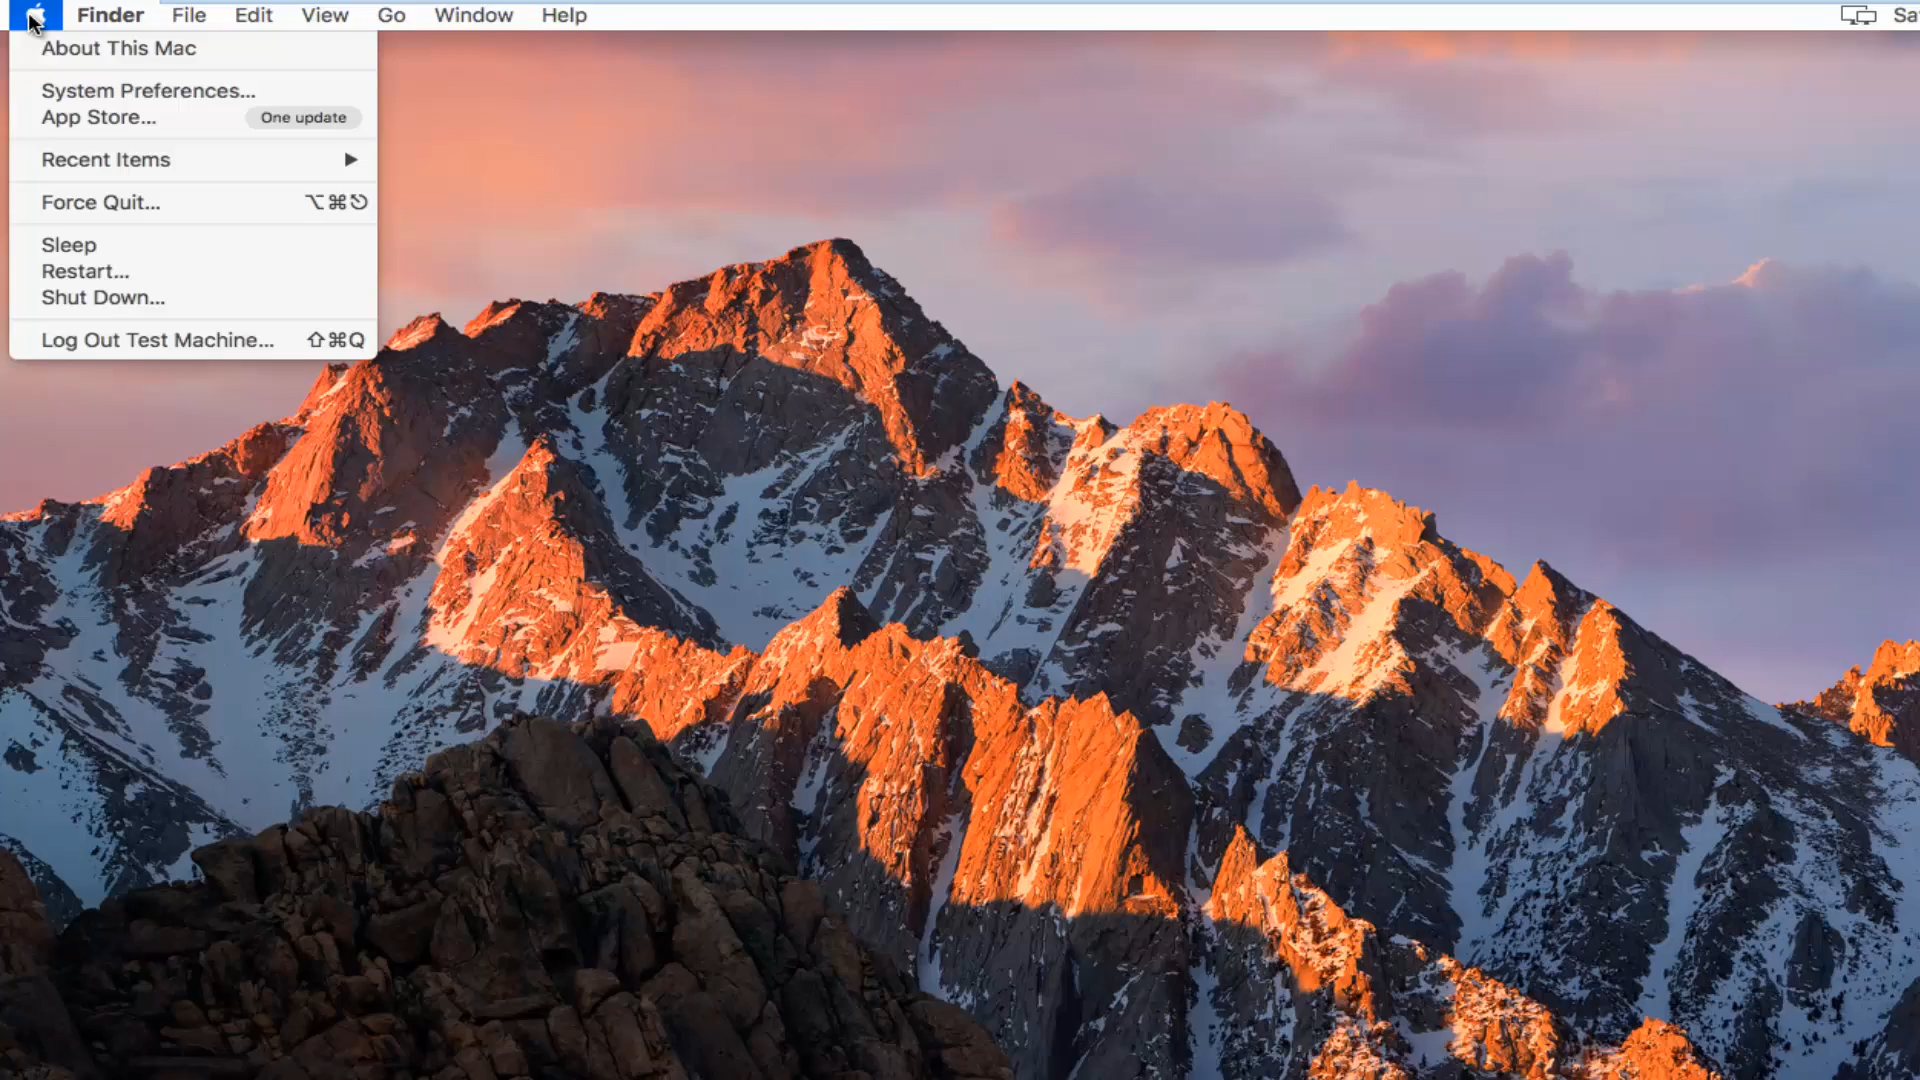 Finder File Edit View Go Window Help
About This Mac
System Preferences...
App Store... One update
Recent Items ▶
Force Quit... ⌥⌘⎋
Sleep
Restart...
Shut Down...
Log Out Test Machine... ⇧⌘Q